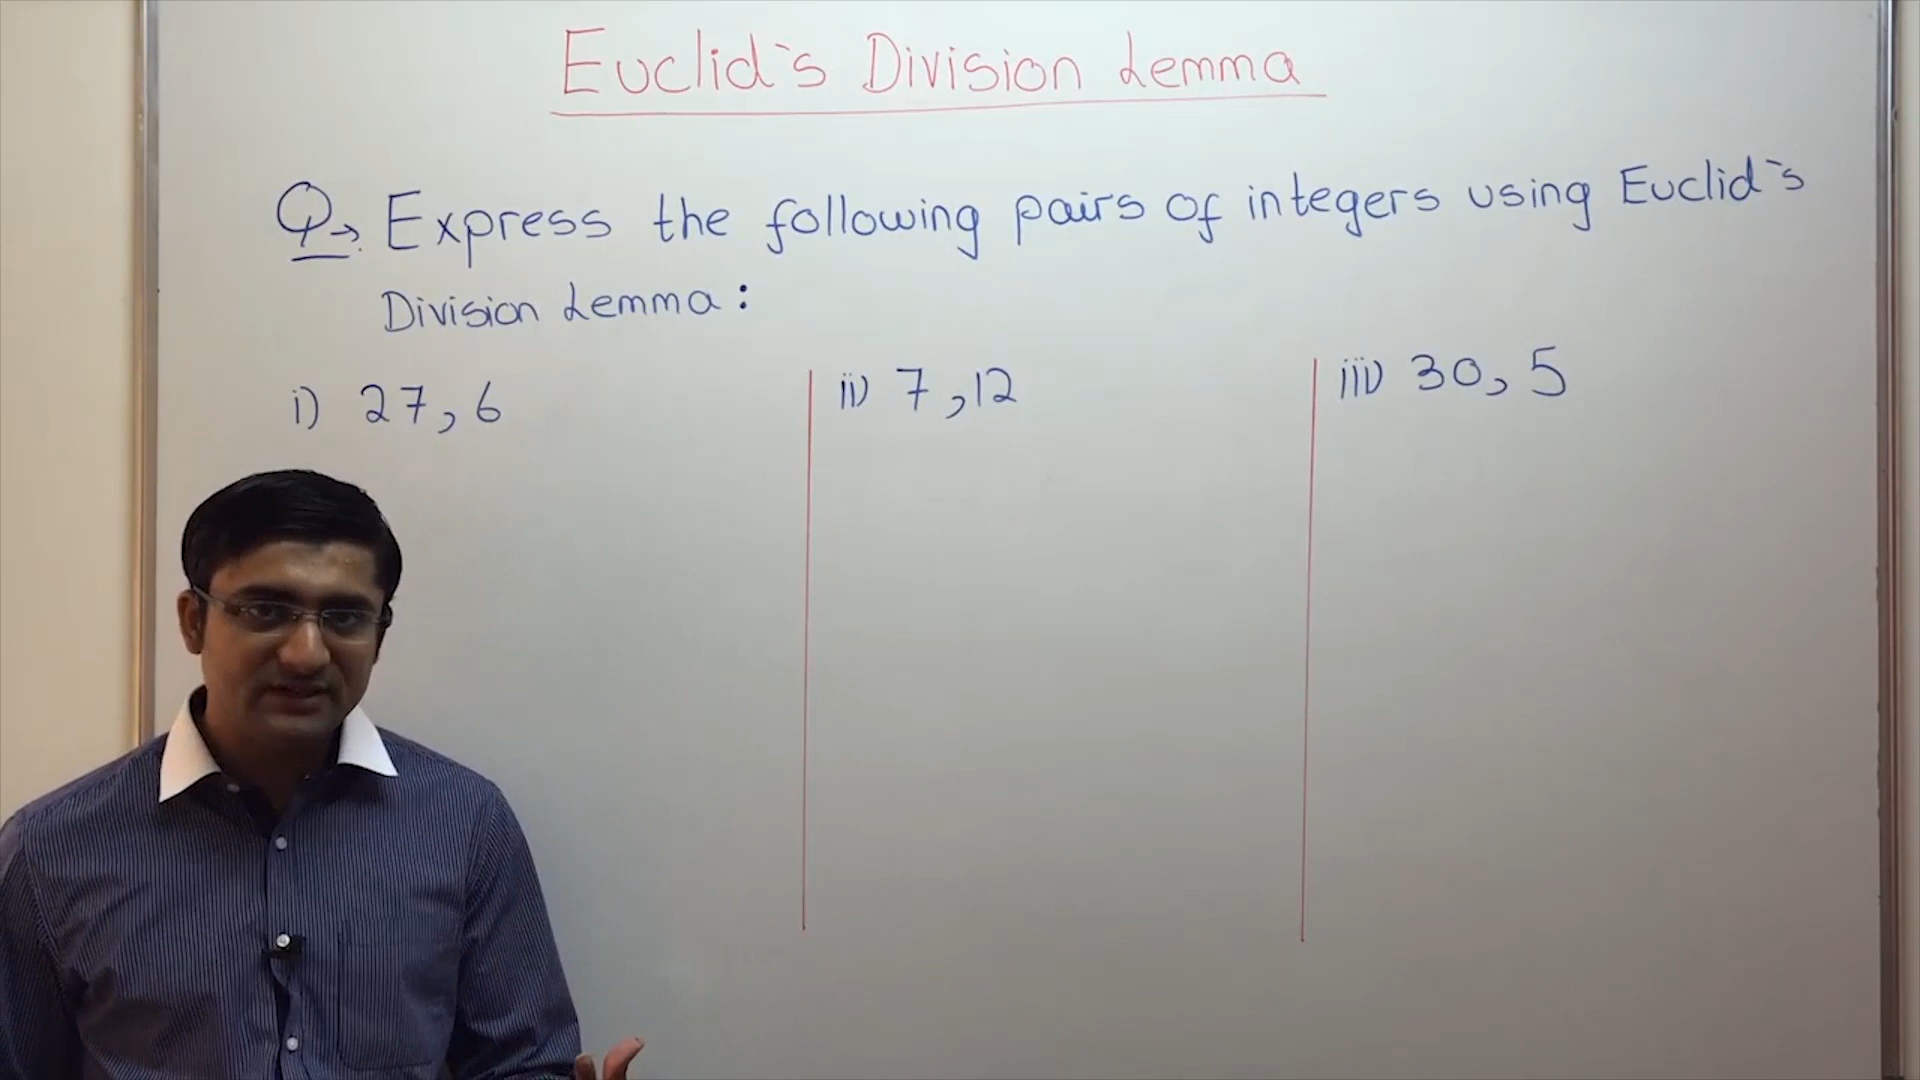 Euclid's Division Lemma
Q→. Express the following pairs of integers using Euclid's
Division Lemma :
i) 27, 6
ii) 7, 12
iii) 30, 5